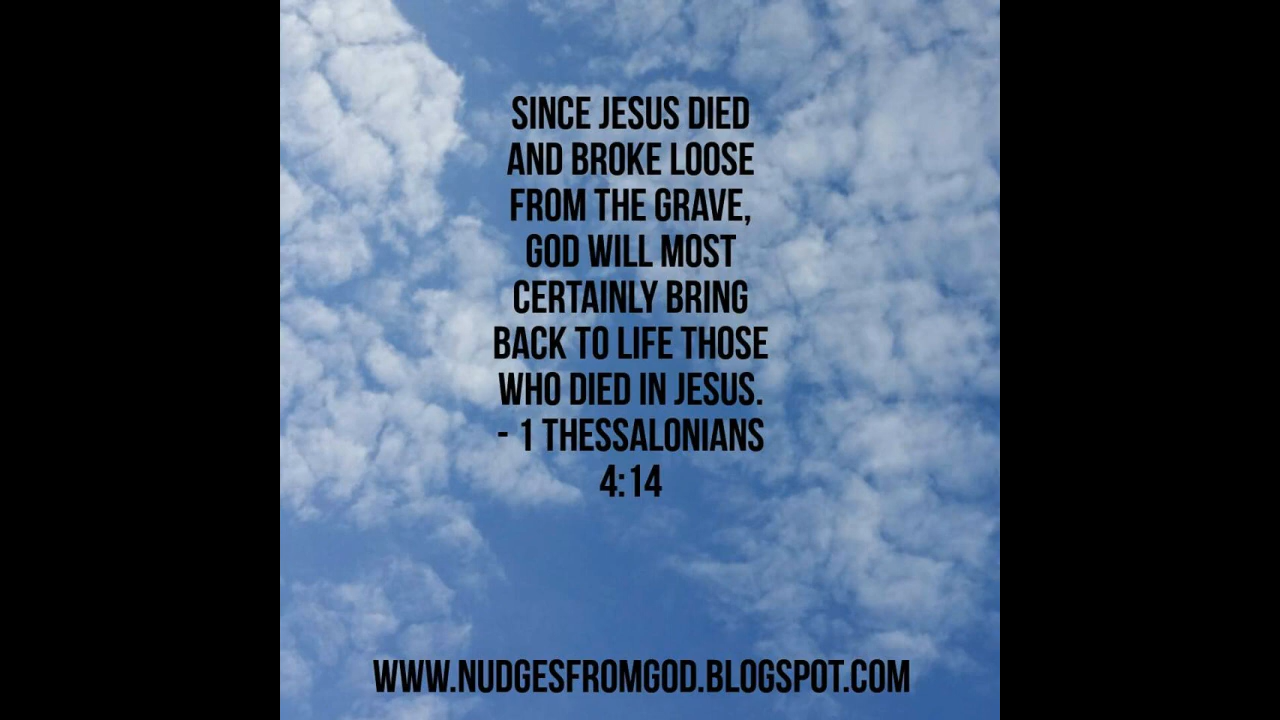 SINCE JESUS DIED
AND BROKE LOOSE
FROM THE GRAVE,
GOD WILL MOST
CERTAINLY BRING
BACK TO LIFE THOSE
WHO DIED IN JESUS.
- 1 THESSALONIANS
4:14
WWW.NUDGESFROMGOD.BLOGSPOT.COM